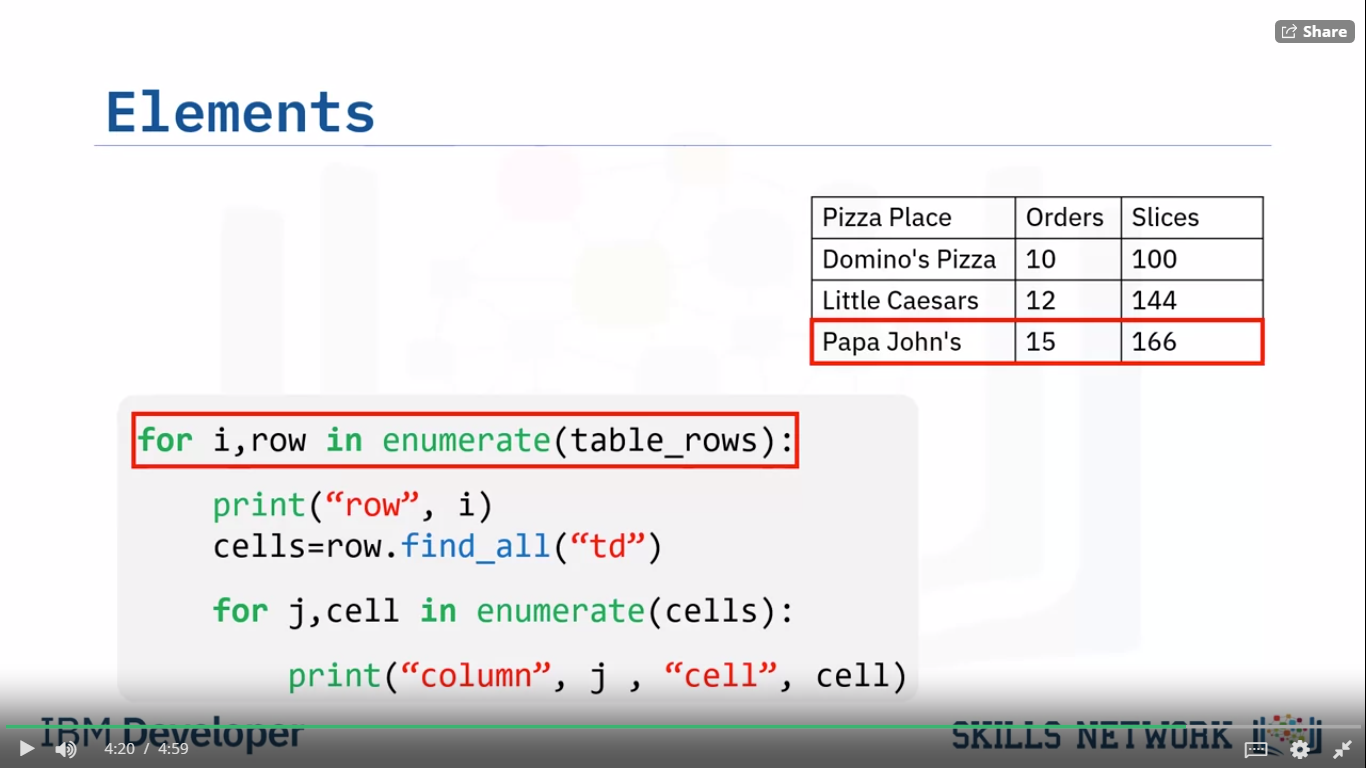 Share
Elements
Pizza Place Orders Slices
Domino's Pizza 10 100
Little Caesars 12 144
Papa John's 15 166
for i,row in enumerate(table_rows):
print(“row”, i)
cells=row.find_all(“td”)
for j,cell in enumerate(cells):
print(“column”, j , “cell”, cell)
IBM Developer
SKILLS NETWORK
4:20 / 4:59